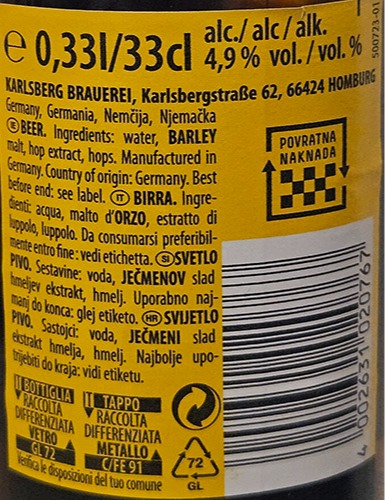 e 0,33l/33cl alc./ alc / alk.
4,9 % vol. / vol. %
500723-01
KARLSBERG BRAUEREI, Karlsbergstraße 62, 66424 HOMBURG
Germany, Germania, Nemčija, Njemačka
IE BEER. Ingredients: water, BARLEY
malt, hop extract, hops. Manufactured in
Germany. Country of origin: Germany. Best
before end: see label. IT BIRRA. Ingre-
dienti: acqua, malto d'ORZO, estratto di
luppolo, luppolo. Da consumarsi preferibil-
mente entro fine: vedi etichetta. SI SVETLO
PIVO. Sestavine: voda, JEČMENOV slad
hmeljev ekstrakt, hmelj. Uporabno naj-
manj do konca: glej etiketo. HR SVIJETLO
PIVO. Sastojci: voda, JEČMENI slad
ekstrakt hmelja, hmelj. Najbolje upo-
trijebiti do kraja: vidi etiketu.
POVRATNA
NAKNADA
4 002631 020767
IT BOTTIGLIA
RACCOLTA
DIFFERENZIATA
VETRO
GL 72
IT TAPPO
RACCOLTA
DIFFERENZIATA
METALLO
C/FE 91
Verifica le disposizioni del tuo comune
72
GL